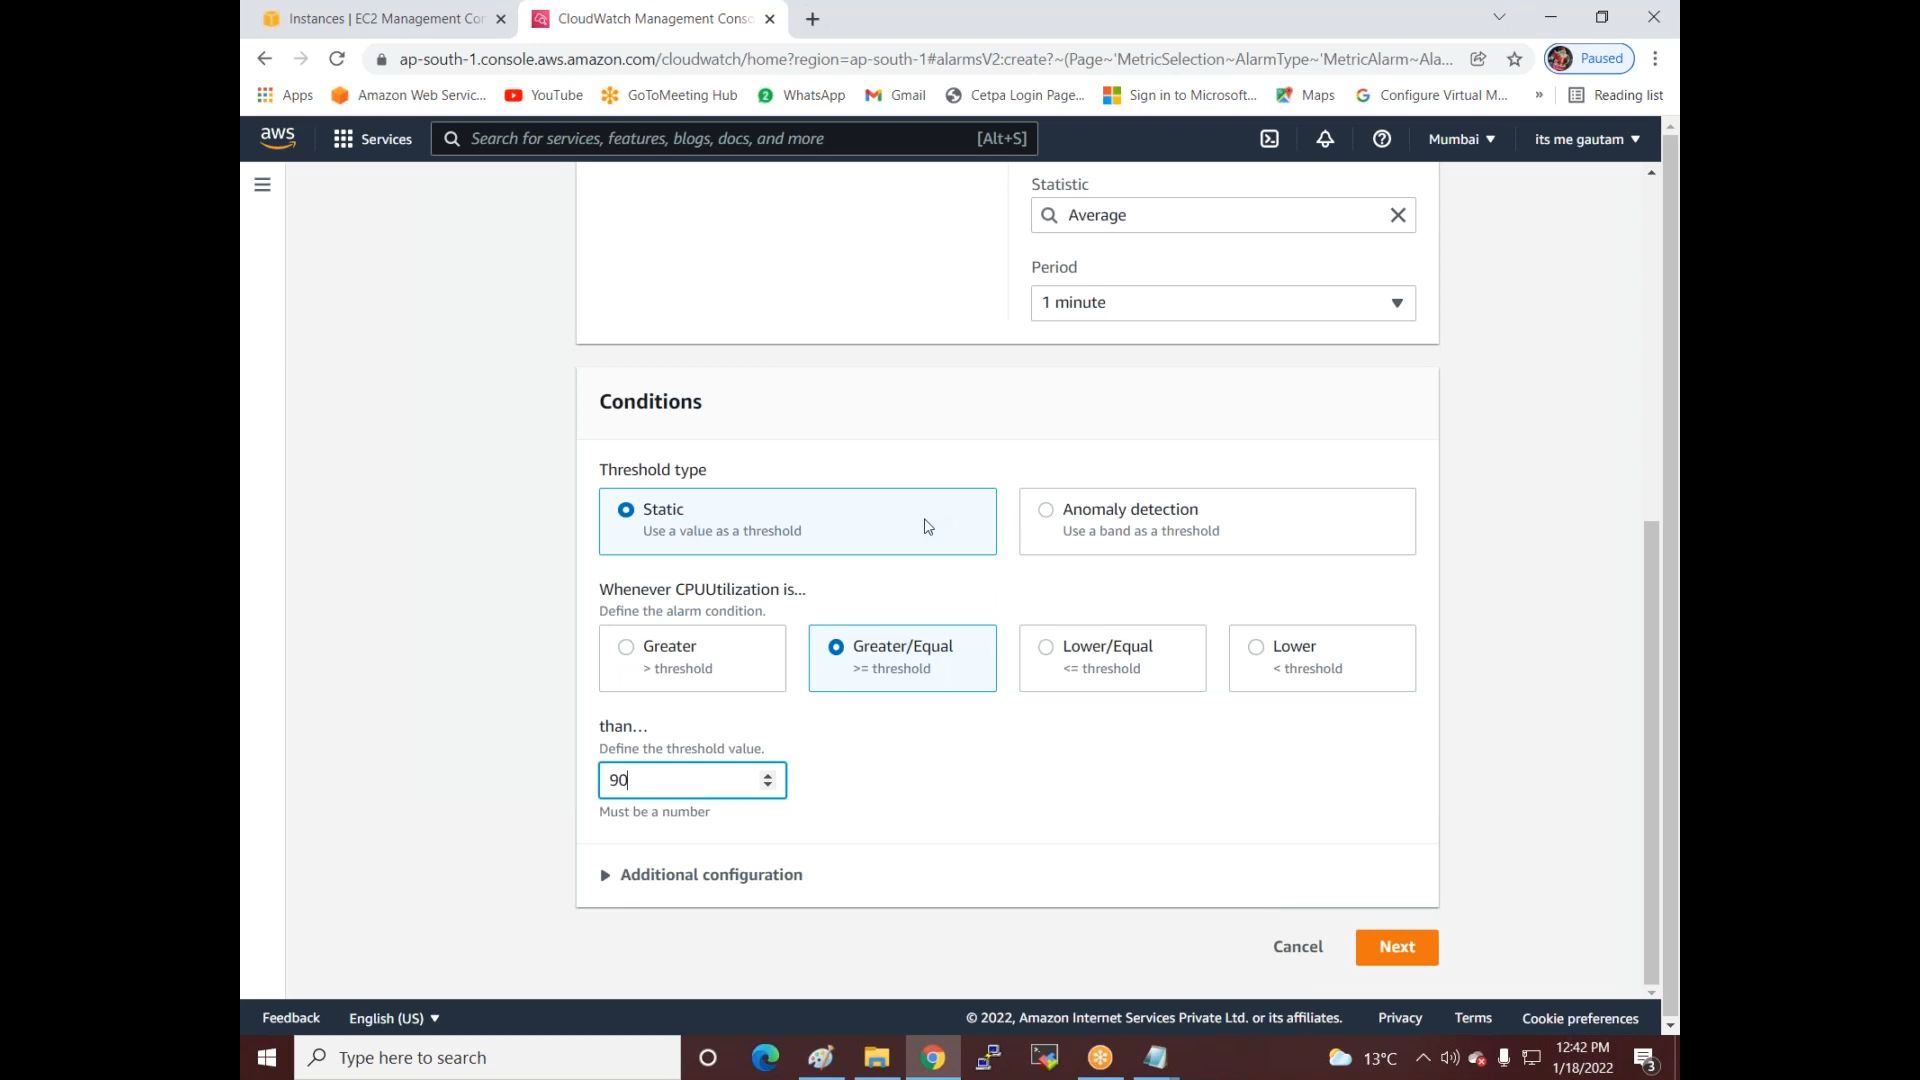 Instances | EC2 Management Con
CloudWatch Management Conso
ap-south-1.console.aws.amazon.com/cloudwatch/home?region=ap-south-1#alarmsV2:create?~(Page~'MetricSelection~AlarmType~'MetricAlarm~Ala...
Paused
Apps
Amazon Web Servic...
YouTube
GoToMeeting Hub
2
WhatsApp
Gmail
Cetpa Login Page...
Sign in to Microsoft...
Maps
Configure Virtual M...
»
Reading list
aws
Services
Search for services, features, blogs, docs, and more
[Alt+S]
Mumbai
its me gautam
Statistic
Average
Period
1 minute
Conditions
Threshold type
Static
Use a value as a threshold
Anomaly detection
Use a band as a threshold
Whenever CPUUtilization is...
Define the alarm condition.
Greater
> threshold
Greater/Equal
>= threshold
Lower/Equal
<= threshold
Lower
< threshold
than...
Define the threshold value.
90
Must be a number
Additional configuration
Cancel
Next
Feedback
English (US)
© 2022, Amazon Internet Services Private Ltd. or its affiliates.
Privacy
Terms
Cookie preferences
Type here to search
13°C
12:42 PM
1/18/2022
3